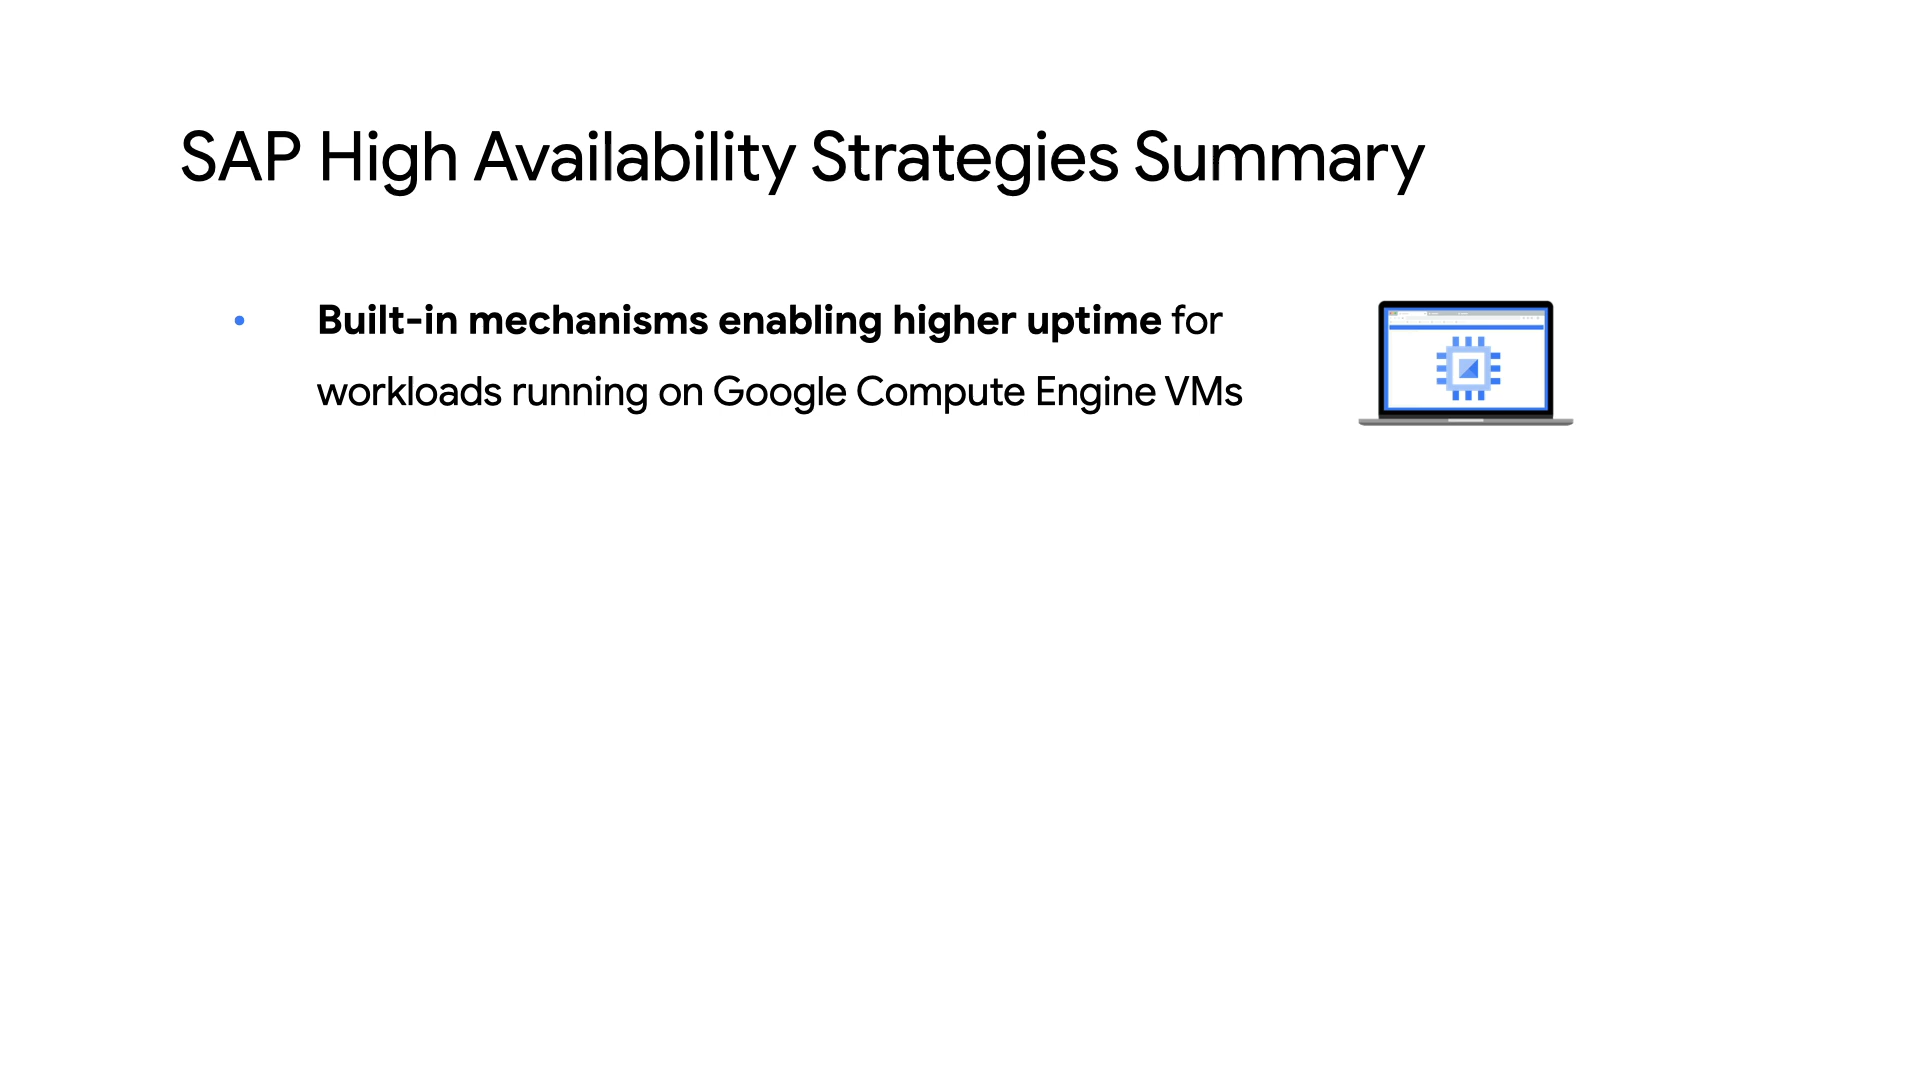 SAP High Availability Strategies Summary
• Built-in mechanisms enabling higher uptime for
workloads running on Google Compute Engine VMs